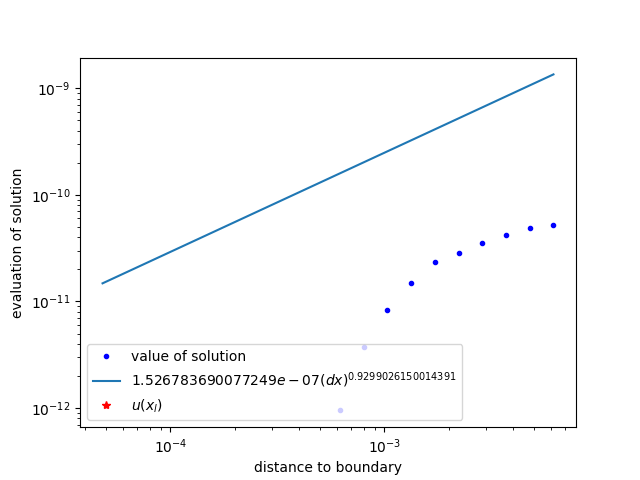 10⁻⁹
10⁻¹⁰
10⁻¹¹
10⁻¹²
evaluation of solution
value of solution
1.526783690077249e − 07(dx)^0.9299026150014391
u(x_l)
10⁻⁴
10⁻³
distance to boundary